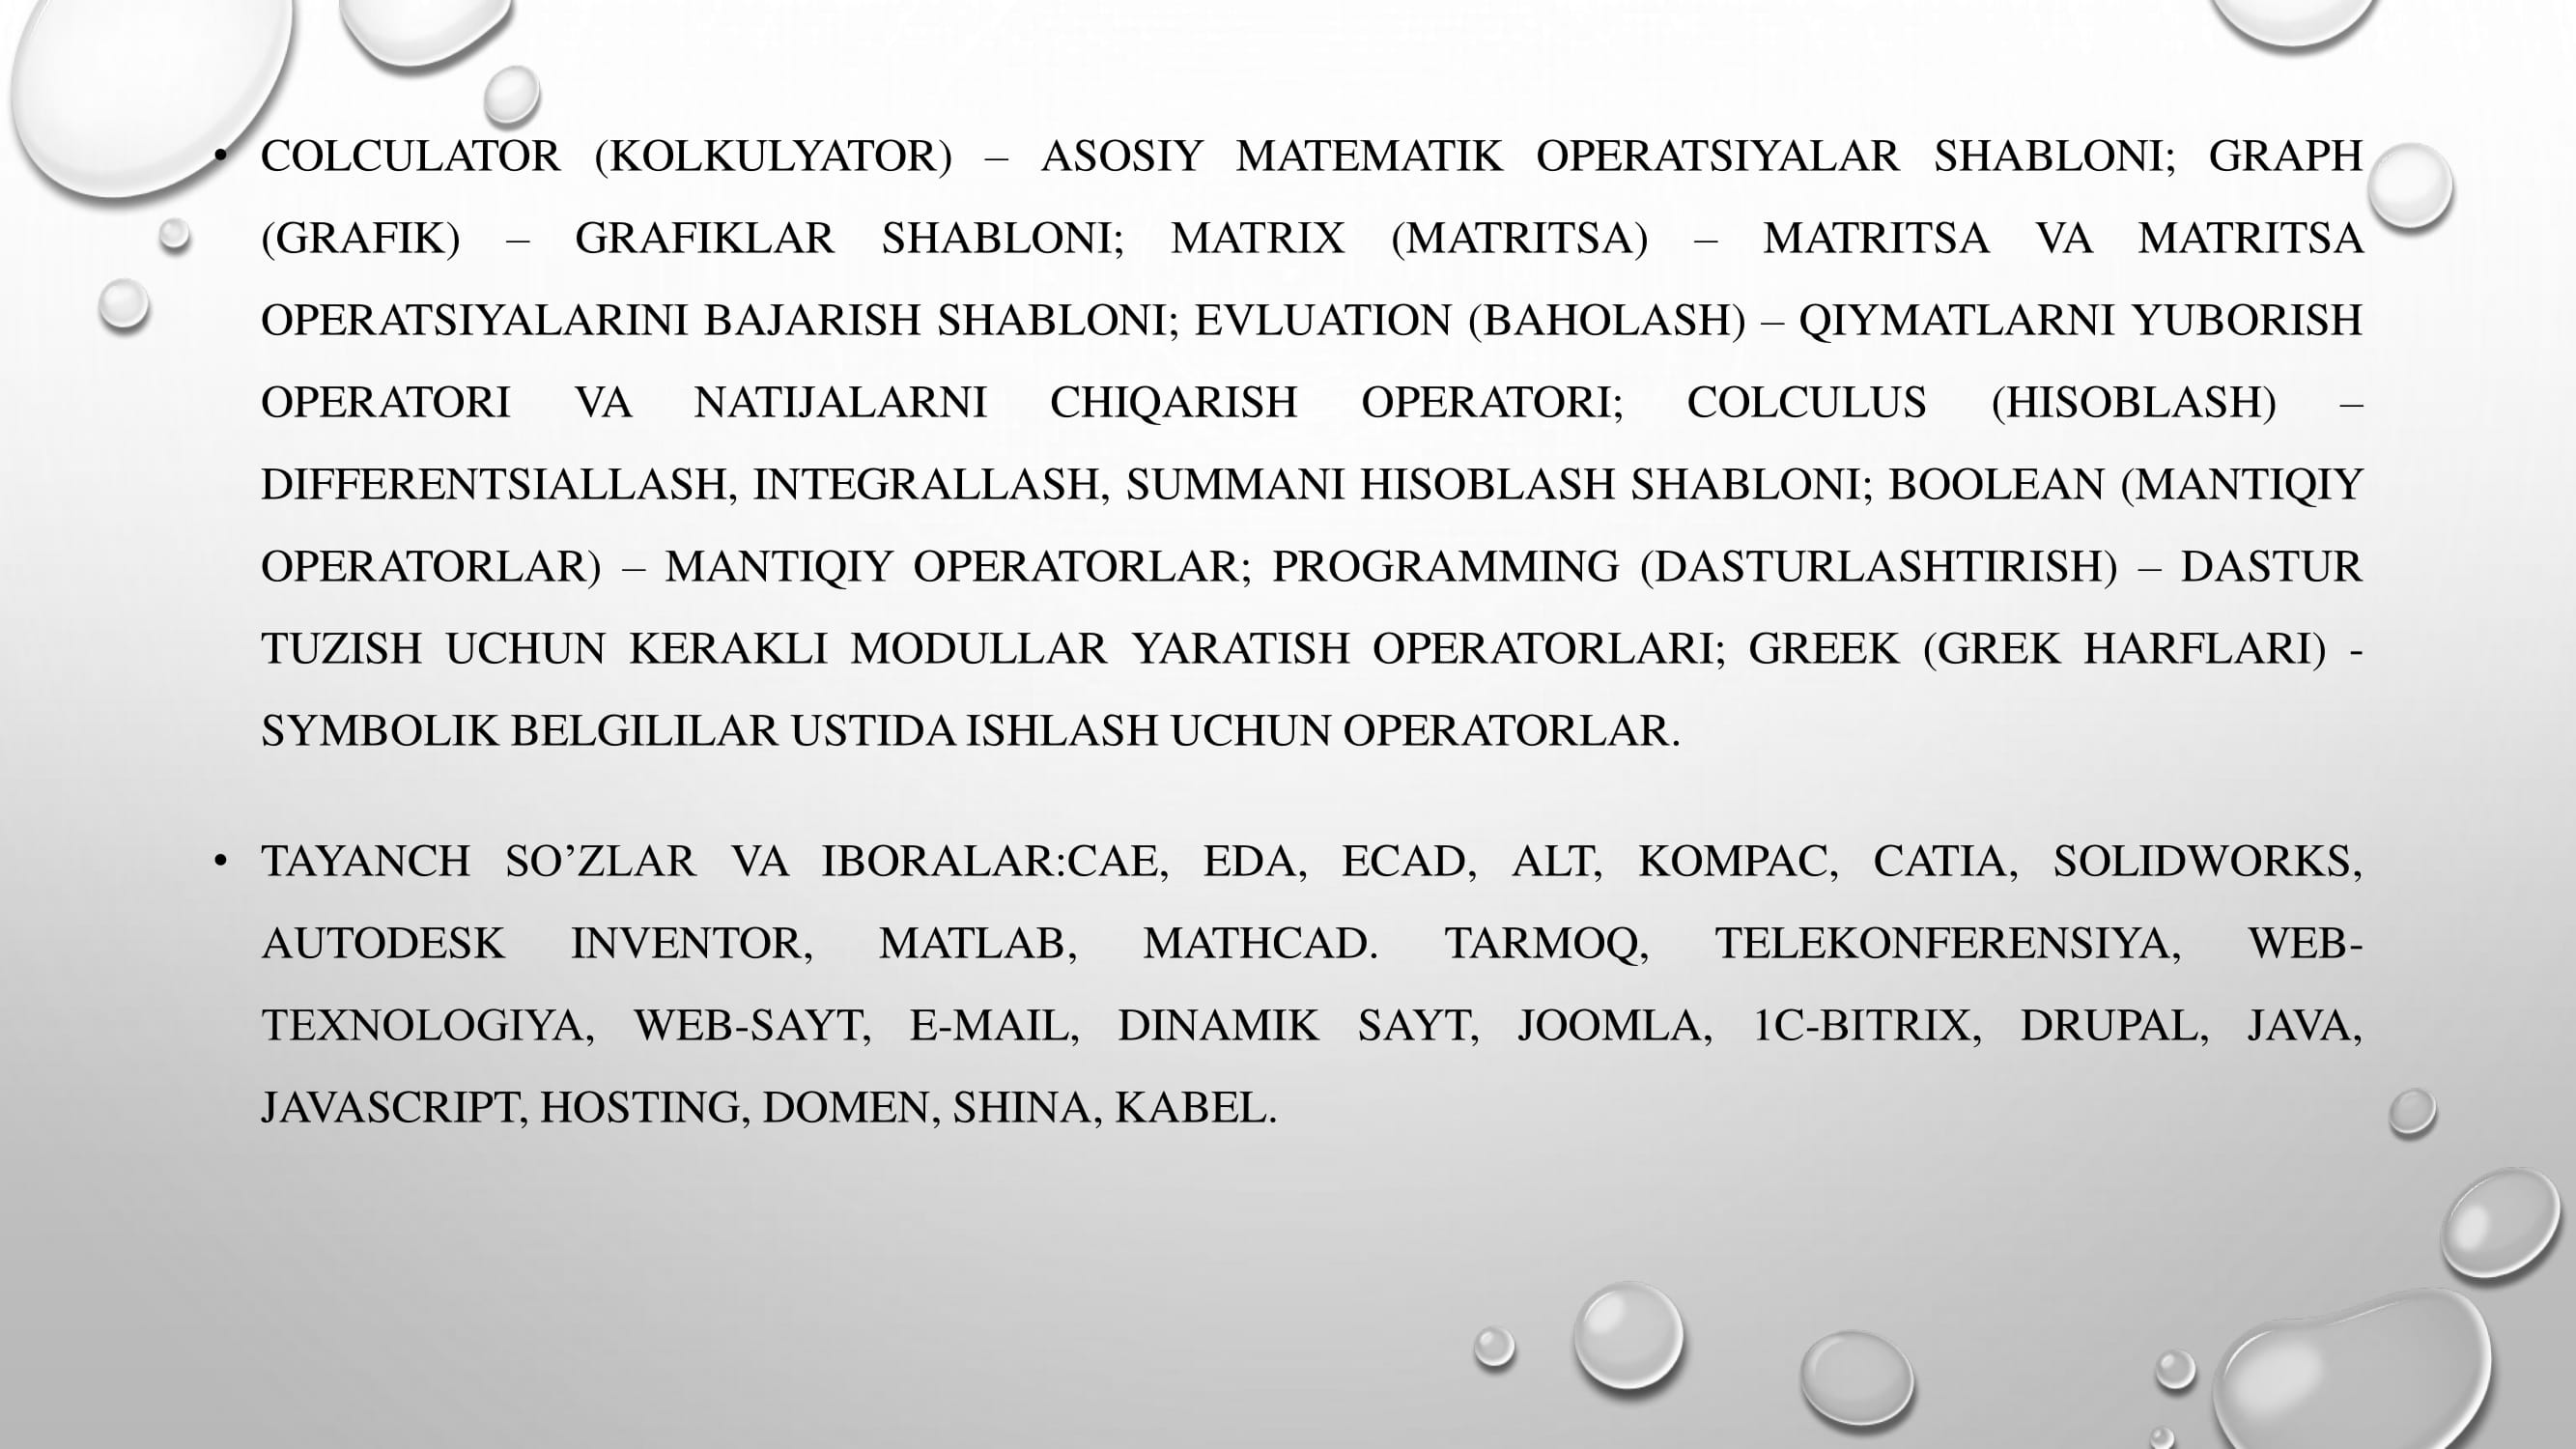 • COLCULATOR (KOLKULYATOR) – ASOSIY MATEMATIK OPERATSIYALAR SHABLONI; GRAPH
(GRAFIK) – GRAFIKLAR SHABLONI; MATRIX (MATRITSA) – MATRITSA VA MATRITSA
OPERATSIYALARINI BAJARISH SHABLONI; EVLUATION (BAHOLASH) – QIYMATLARNI YUBORISH
OPERATORI VA NATIJALARNI CHIQARISH OPERATORI; COLCULUS (HISOBLASH) –
DIFFERENTSIALLASH, INTEGRALLASH, SUMMANI HISOBLASH SHABLONI; BOOLEAN (MANTIQIY
OPERATORLAR) – MANTIQIY OPERATORLAR; PROGRAMMING (DASTURLASHTIRISH) – DASTUR
TUZISH UCHUN KERAKLI MODULLAR YARATISH OPERATORLARI; GREEK (GREK HARFLARI) -
SYMBOLIK BELGILILAR USTIDA ISHLASH UCHUN OPERATORLAR.
• TAYANCH SO’ZLAR VA IBORALAR:CAE, EDA, ECAD, ALT, KOMPAC, CATIA, SOLIDWORKS,
AUTODESK INVENTOR, MATLAB, MATHCAD. TARMOQ, TELEKONFERENSIYA, WEB-
TEXNOLOGIYA, WEB-SAYT, E-MAIL, DINAMIK SAYT, JOOMLA, 1C-BITRIX, DRUPAL, JAVA,
JAVASCRIPT, HOSTING, DOMEN, SHINA, KABEL.